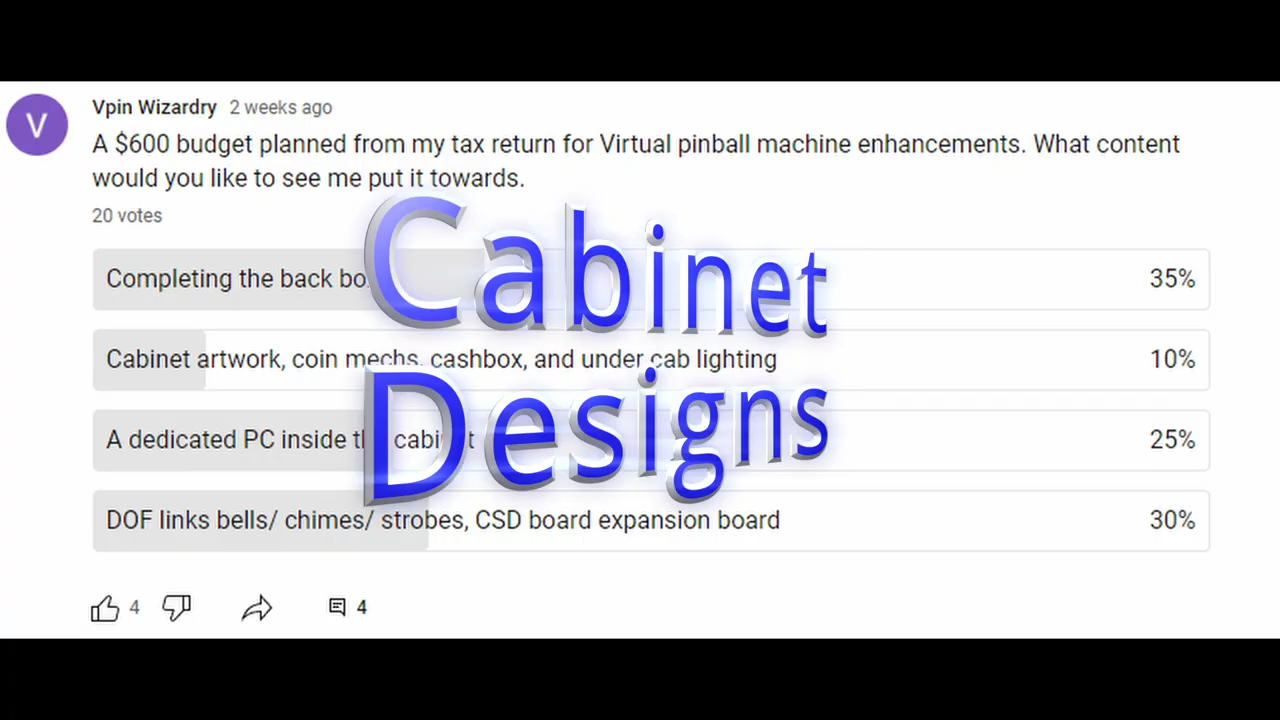 V
Vpin Wizardry 2 weeks ago
A $600 budget planned from my tax return for Virtual pinball machine enhancements. What content
would you like to see me put it towards.
20 votes
Completing the back bo
35%
Cabinet
Cabinet artwork, coin mechs, cashbox, and under cab lighting
10%
Designs
A dedicated PC inside the cabinet
25%
DOF links bells/ chimes/ strobes, CSD board expansion board
30%
4
4